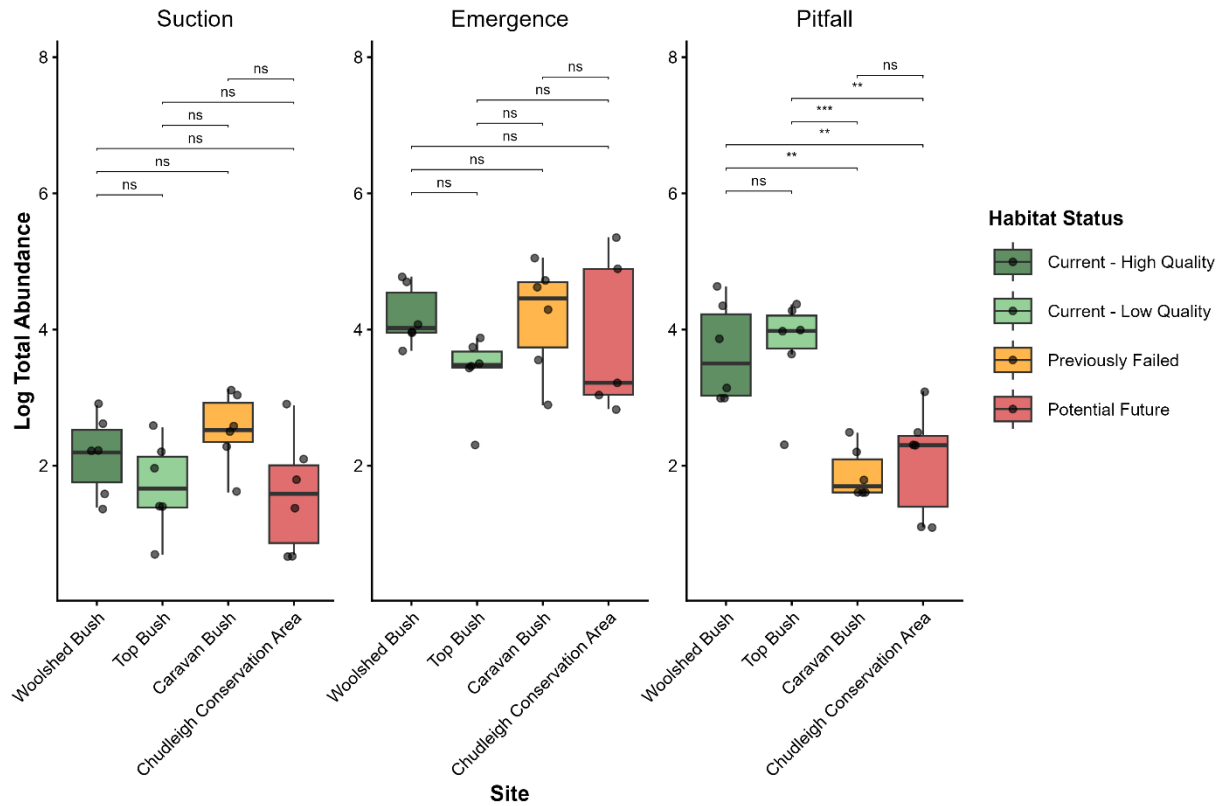 Suction
Emergence
Pitfall
Log Total Abundance
8
6
4
2
ns
ns
ns
ns
ns
ns
Woolshed Bush
Top Bush
Caravan Bush
Chudleigh Conservation Area
8
6
4
2
ns
ns
ns
ns
ns
ns
Woolshed Bush
Top Bush
Caravan Bush
Chudleigh Conservation Area
8
6
4
2
ns
**
***
**
**
ns
Woolshed Bush
Top Bush
Caravan Bush
Chudleigh Conservation Area
Site
Habitat Status
Current - High Quality
Current - Low Quality
Previously Failed
Potential Future